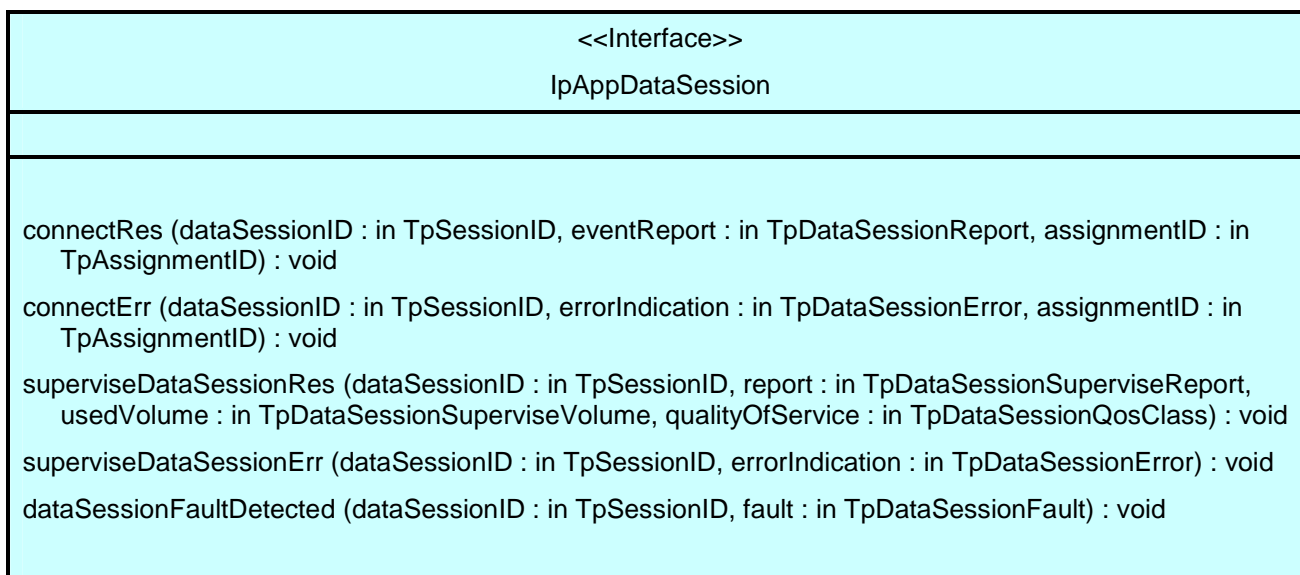 <<Interface>>
IpAppDataSession
connectRes (dataSessionID : in TpSessionID, eventReport : in TpDataSessionReport, assignmentID : in
TpAssignmentID) : void
connectErr (dataSessionID : in TpSessionID, errorIndication : in TpDataSessionError, assignmentID : in
TpAssignmentID) : void
superviseDataSessionRes (dataSessionID : in TpSessionID, report : in TpDataSessionSuperviseReport,
usedVolume : in TpDataSessionSuperviseVolume, qualityOfService : in TpDataSessionQosClass) : void
superviseDataSessionErr (dataSessionID : in TpSessionID, errorIndication : in TpDataSessionError) : void
dataSessionFaultDetected (dataSessionID : in TpSessionID, fault : in TpDataSessionFault) : void